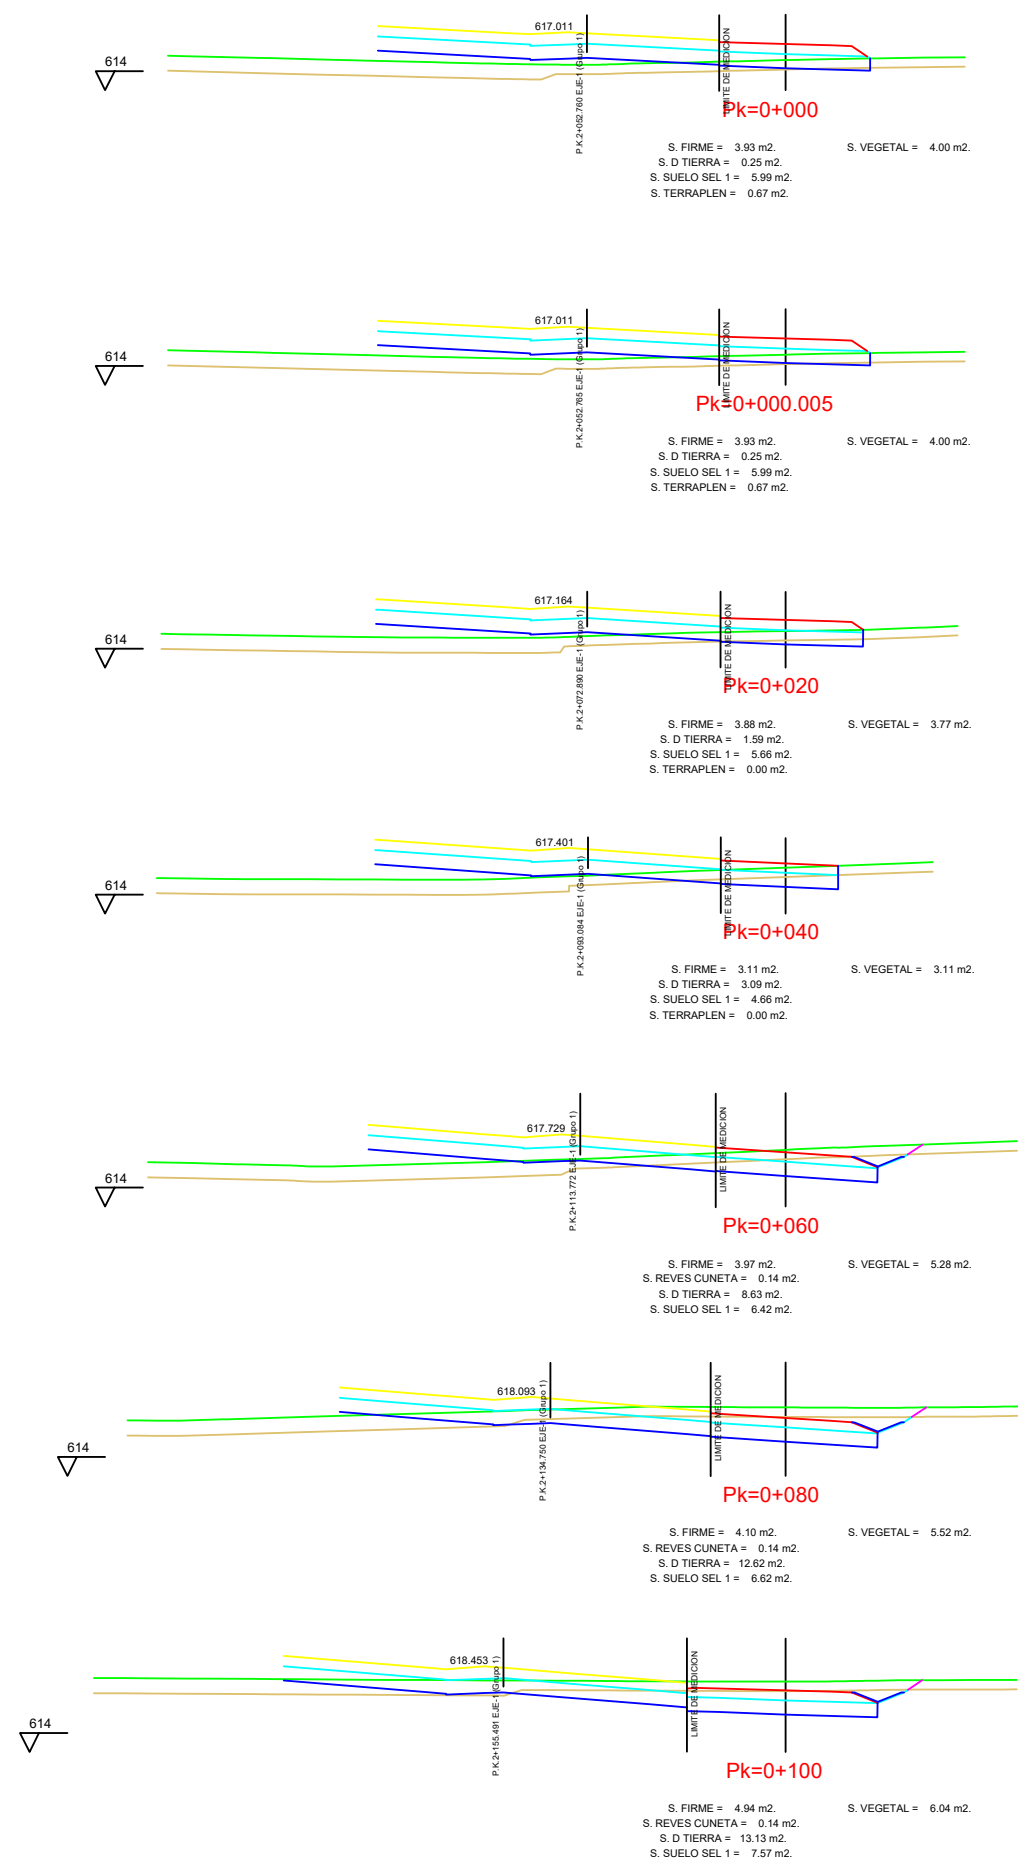 617.011
614
P.K.2+052.760 EJE-1 (Grupo 1)
LIMITE DE MEDICION
Pk=0+000
S. FIRME = 3.93 m2. S. VEGETAL = 4.00 m2.
S. D TIERRA = 0.25 m2.
S. SUELO SEL 1 = 5.99 m2.
S. TERRAPLEN = 0.67 m2.
617.011
614
P.K.2+052.765 EJE-1 (Grupo 1)
LIMITE DE MEDICION
Pk=0+000.005
S. FIRME = 3.93 m2. S. VEGETAL = 4.00 m2.
S. D TIERRA = 0.25 m2.
S. SUELO SEL 1 = 5.99 m2.
S. TERRAPLEN = 0.67 m2.
617.164
614
P.K.2+072.890 EJE-1 (Grupo 1)
LIMITE DE MEDICION
Pk=0+020
S. FIRME = 3.88 m2. S. VEGETAL = 3.77 m2.
S. D TIERRA = 1.59 m2.
S. SUELO SEL 1 = 5.66 m2.
S. TERRAPLEN = 0.00 m2.
617.401
614
P.K.2+093.084 EJE-1 (Grupo 1)
LIMITE DE MEDICION
Pk=0+040
S. FIRME = 3.11 m2. S. VEGETAL = 3.11 m2.
S. D TIERRA = 3.09 m2.
S. SUELO SEL 1 = 4.66 m2.
S. TERRAPLEN = 0.00 m2.
617.729
614
P.K.2+113.772 EJE-1 (Grupo 1)
LIMITE DE MEDICION
Pk=0+060
S. FIRME = 3.97 m2. S. VEGETAL = 5.28 m2.
S. REVES CUNETA = 0.14 m2.
S. D TIERRA = 8.63 m2.
S. SUELO SEL 1 = 6.42 m2.
618.093
614
P.K.2+134.750 EJE-1 (Grupo 1)
LIMITE DE MEDICION
Pk=0+080
S. FIRME = 4.10 m2. S. VEGETAL = 5.52 m2.
S. REVES CUNETA = 0.14 m2.
S. D TIERRA = 12.62 m2.
S. SUELO SEL 1 = 6.62 m2.
618.453
614
P.K.2+155.491 EJE-1 (Grupo 1)
LIMITE DE MEDICION
Pk=0+100
S. FIRME = 4.94 m2. S. VEGETAL = 6.04 m2.
S. REVES CUNETA = 0.14 m2.
S. D TIERRA = 13.13 m2.
S. SUELO SEL 1 = 7.57 m2.